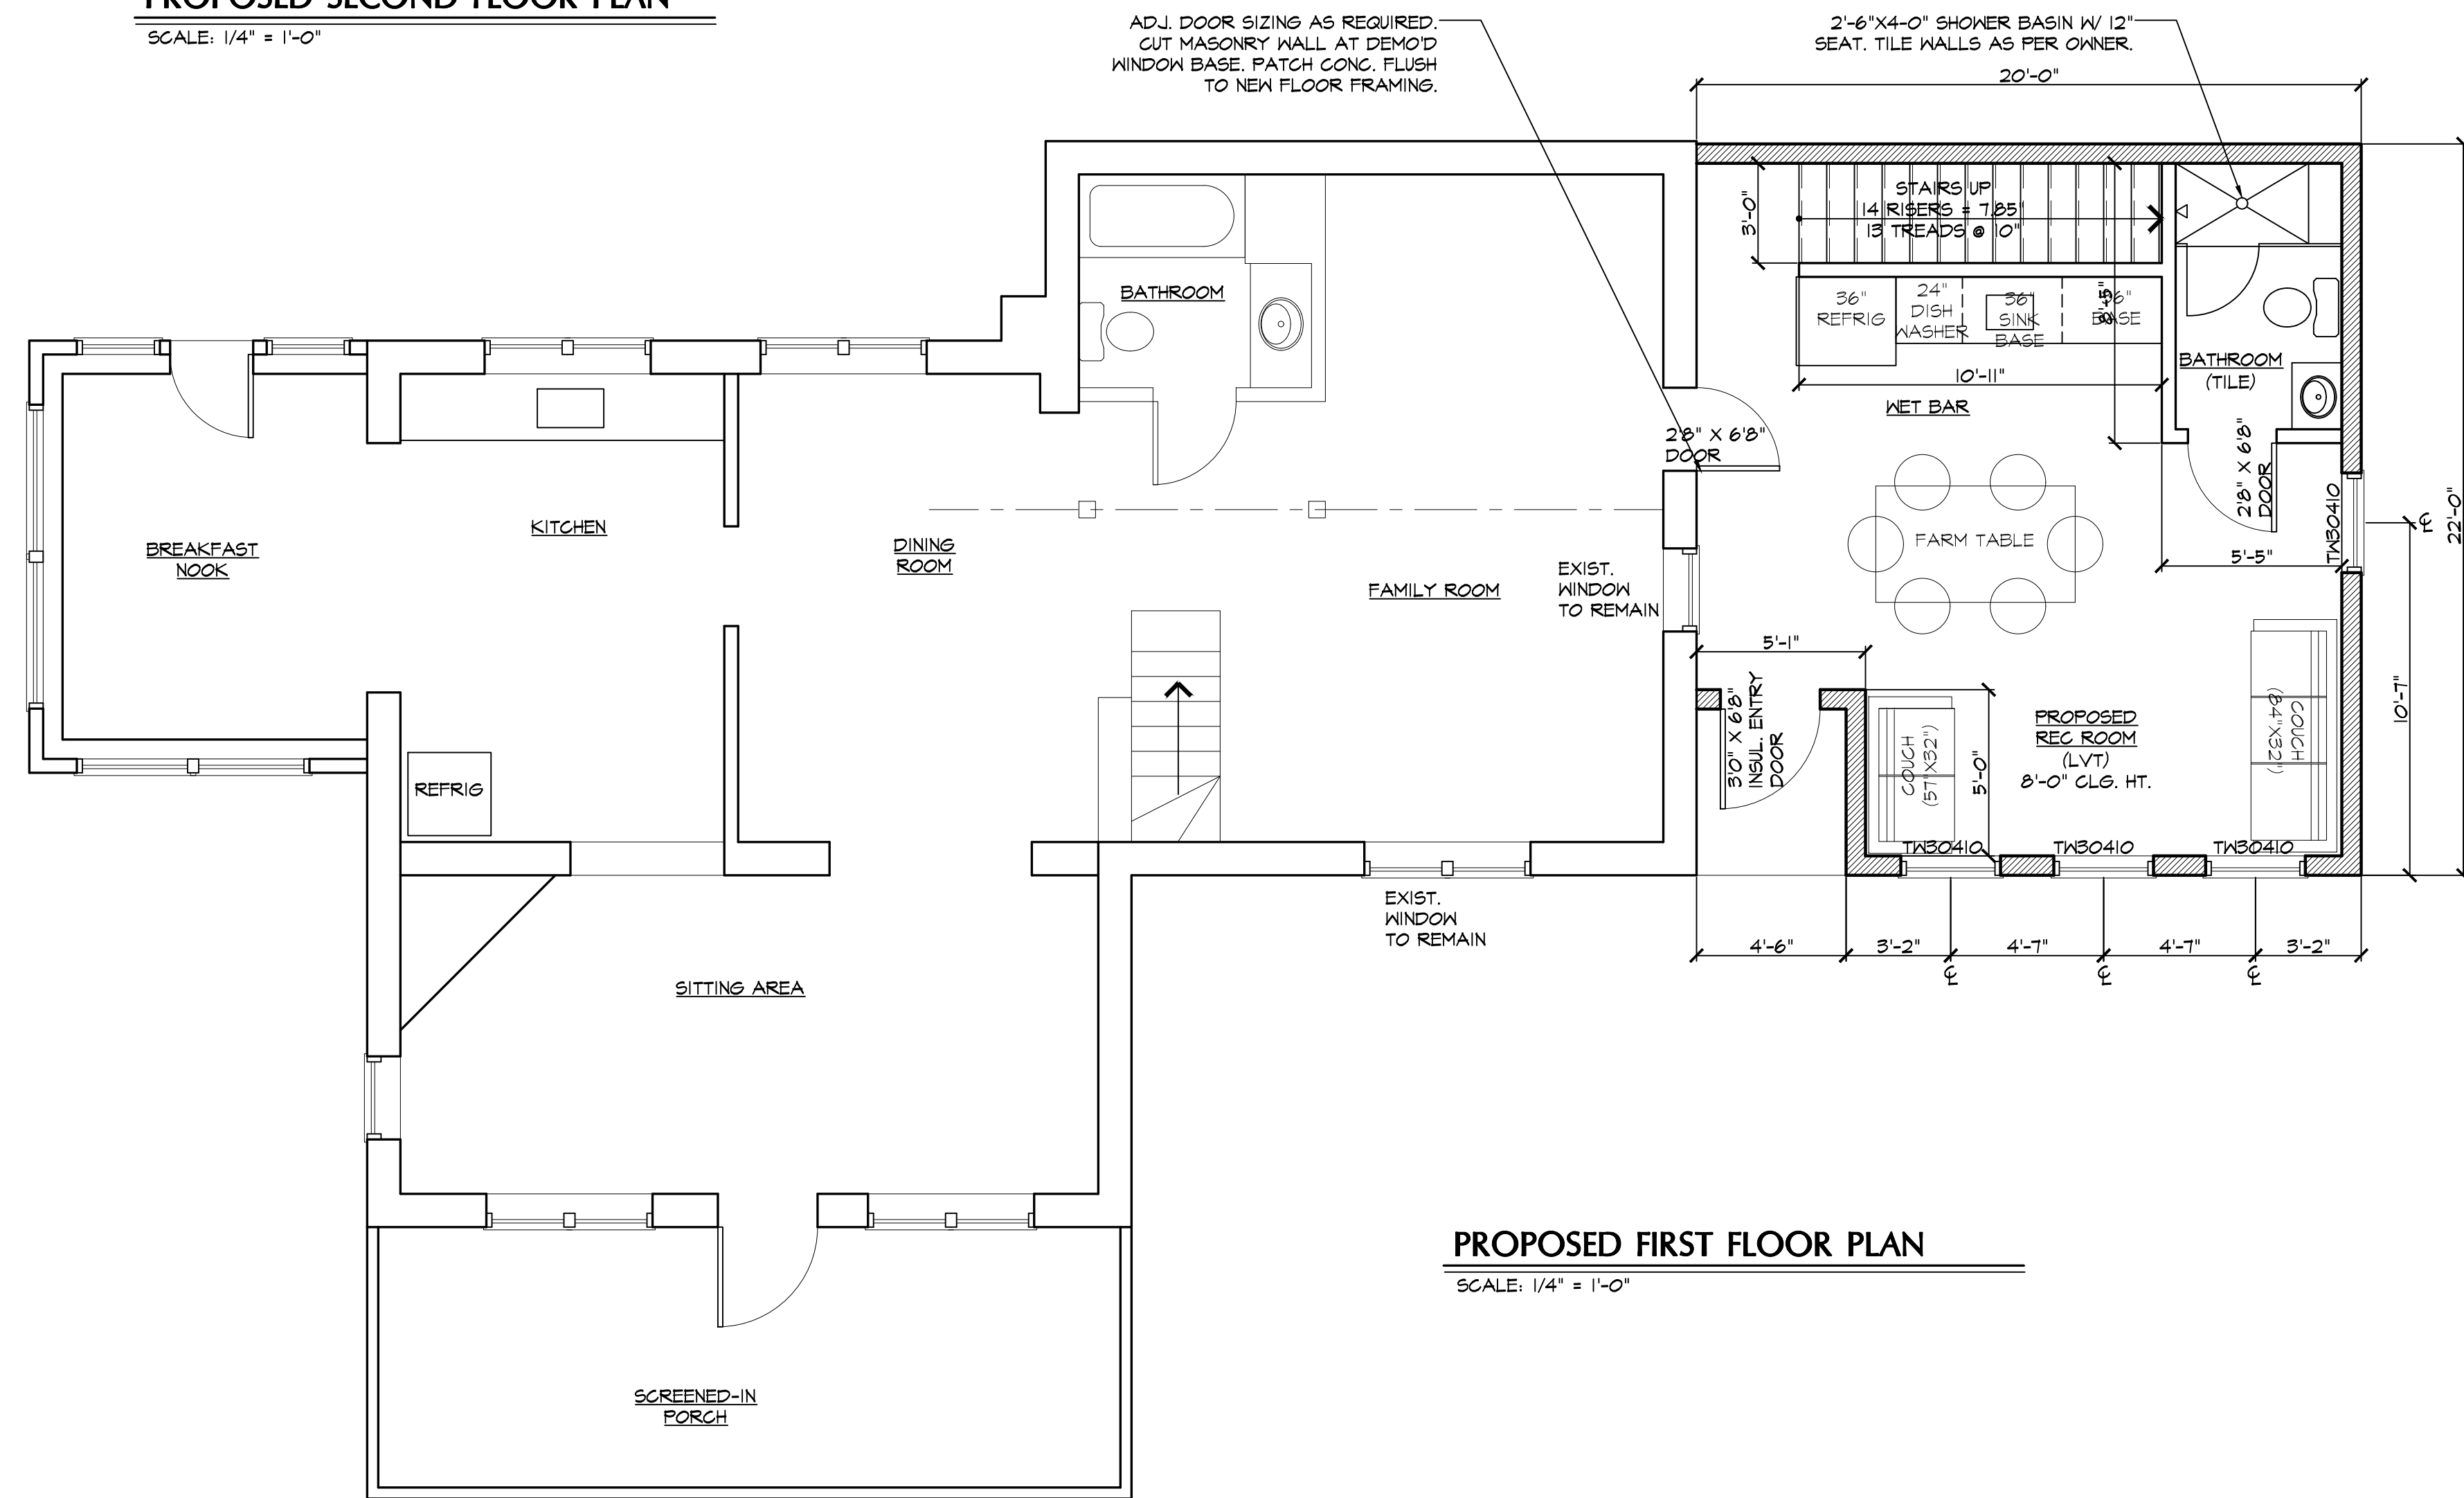 PROPOSED SECOND FLOOR PLAN
SCALE: 1/4" = 1'-0"
ADJ. DOOR SIZING AS REQUIRED.
CUT MASONRY WALL AT DEMO'D
WINDOW BASE. PATCH CONC. FLUSH
TO NEW FLOOR FRAMING.
2'-6"X4-0" SHOWER BASIN W/ 12"
SEAT. TILE WALLS AS PER OWNER.
20'-0"
3'-0"
STAIRS UP
14 RISERS = 7.85"
13 TREADS @ 10"
BATHROOM
36"
REFRIG
24"
DISH
WASHER
36"
SINK
BASE
8'-5"
36"
BASE
BATHROOM
(TILE)
10'-11"
WET BAR
2'8" X 6'8"
DOOR
2'8" X 6'8"
DOOR
TW30410
℄
22'-0"
BREAKFAST
NOOK
KITCHEN
DINING
ROOM
FAMILY ROOM
EXIST.
WINDOW
TO REMAIN
FARM TABLE
5'-5"
5'-1"
3'0" X 6'8"
INSUL. ENTRY
DOOR
COUCH
(57"X32")
5'-0"
PROPOSED
REC ROOM
(LVT)
8'-0" CLG. HT.
COUCH
(84"X32")
10'-7"
REFRIG
TW30410
TW30410
TW30410
EXIST.
WINDOW
TO REMAIN
4'-6"
3'-2"
4'-7"
4'-7"
3'-2"
℄
℄
℄
SITTING AREA
PROPOSED FIRST FLOOR PLAN
SCALE: 1/4" = 1'-0"
SCREENED-IN
PORCH